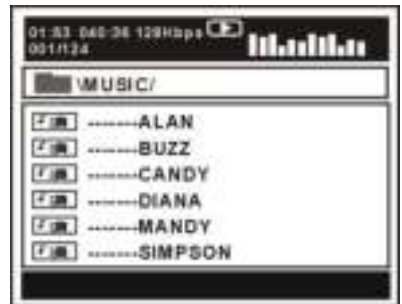 01:53 040:36 128Kbps
001/124
\MUSIC/
-------ALAN
-------BUZZ
-------CANDY
-------DIANA
-------MANDY
-------SIMPSON